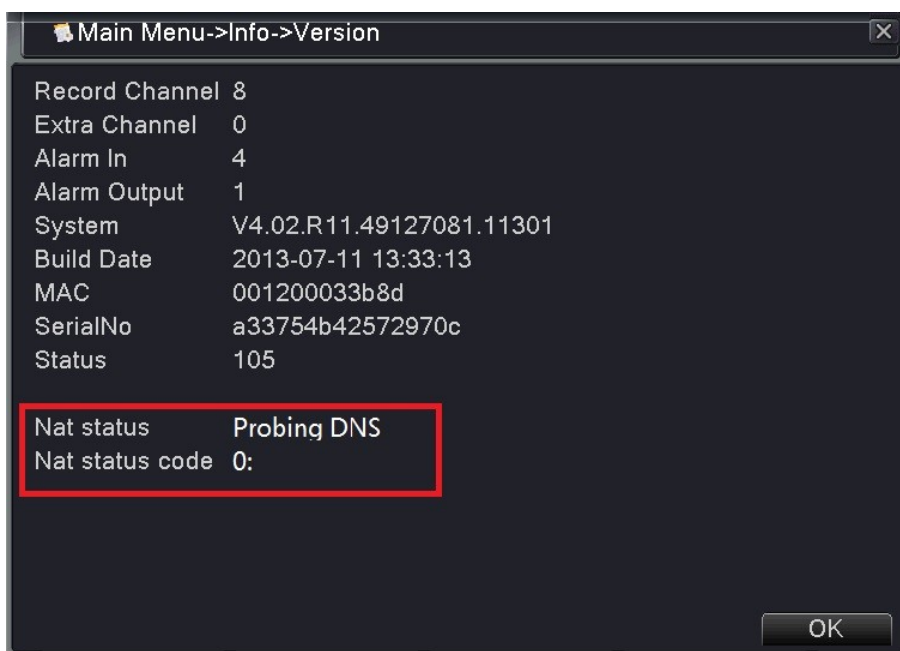 Main Menu->Info->Version
Record Channel 8
Extra Channel 0
Alarm In 4
Alarm Output 1
System V4.02.R11.49127081.11301
Build Date 2013-07-11 13:33:13
MAC 001200033b8d
SerialNo a33754b42572970c
Status 105
Nat status Probing DNS
Nat status code 0:
OK